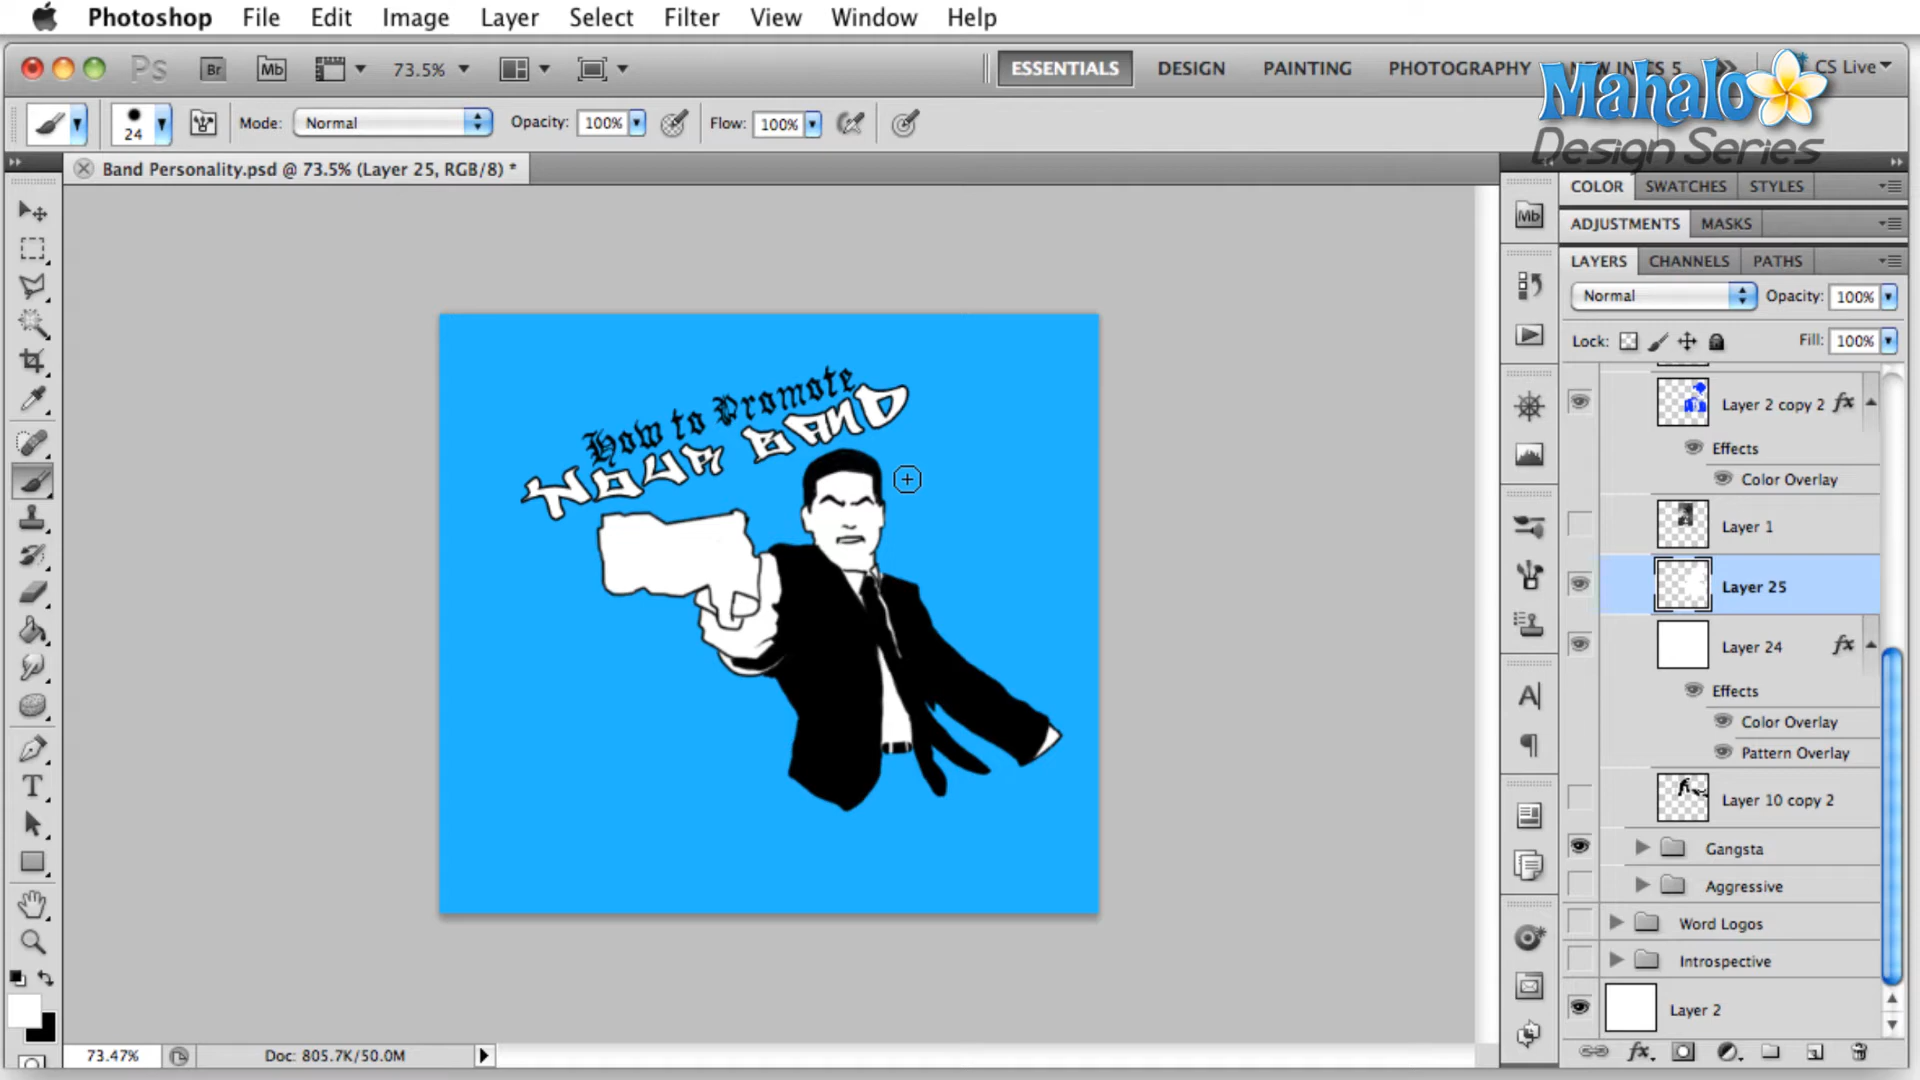 Photoshop File Edit Image Layer Select Filter View Window Help
Ps Br Mb 73.5% ESSENTIALS DESIGN PAINTING PHOTOGRAPHY CS Live
Mahalo
Design Series
24 Mode: Normal Opacity: 100% Flow: 100%
Band Personality.psd @ 73.5% (Layer 25, RGB/8) *
COLOR SWATCHES STYLES
Mb
ADJUSTMENTS MASKS
LAYERS CHANNELS PATHS
Normal Opacity: 100%
Lock: Fill: 100%
How to Promote
YOUR BAND
Layer 2 copy 2 fx
Effects
Color Overlay
Layer 1
Layer 25
Layer 24 fx
Effects
Color Overlay
Pattern Overlay
Layer 10 copy 2
Gangsta
Aggressive
Word Logos
Introspective
Layer 2
T
A
73.47% Doc: 805.7K/50.0M
fx